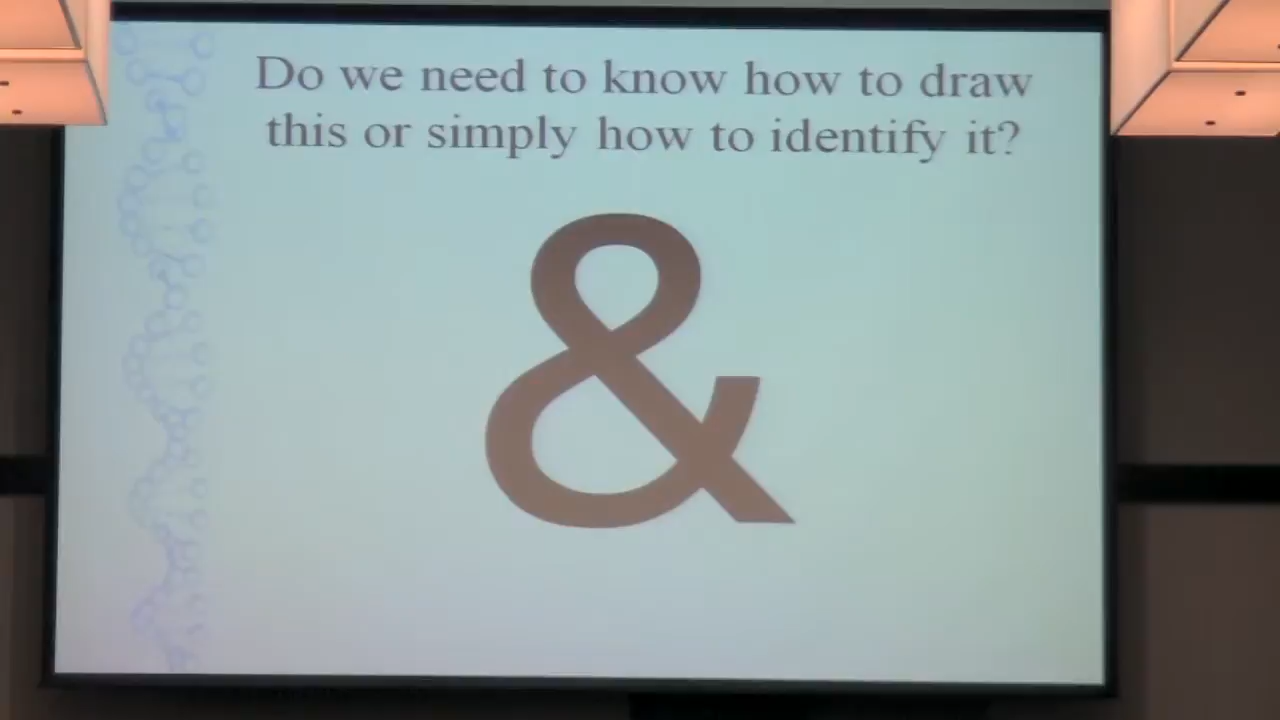 Do we need to know how to draw
this or simply how to identify it?
&